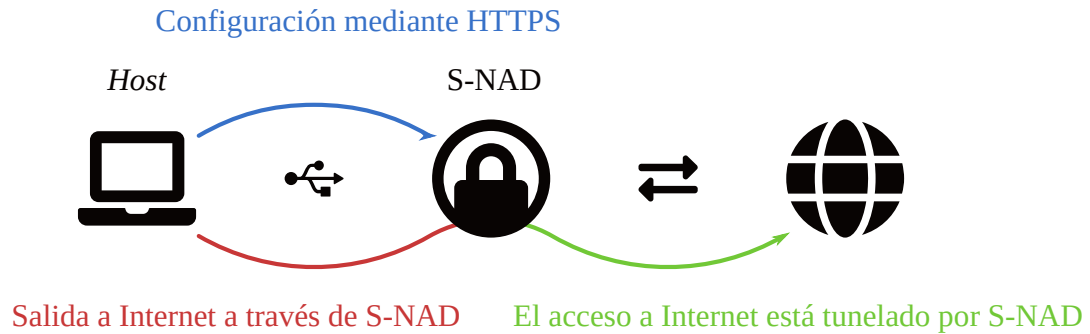 Configuración mediante HTTPS
Host
S-NAD
Salida a Internet a través de S-NAD
El acceso a Internet está tunelado por S-NAD